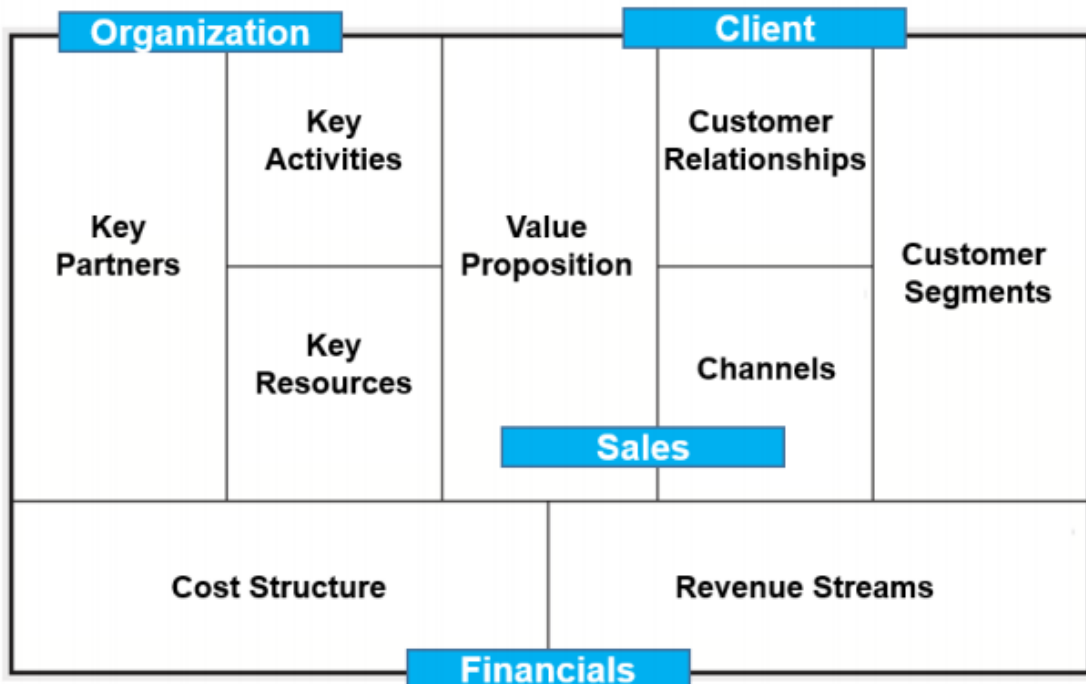 Organization
Client
Key
Partners
Key
Activities
Key
Resources
Value
Proposition
Customer
Relationships
Channels
Customer
Segments
Sales
Cost Structure
Revenue Streams
Financials